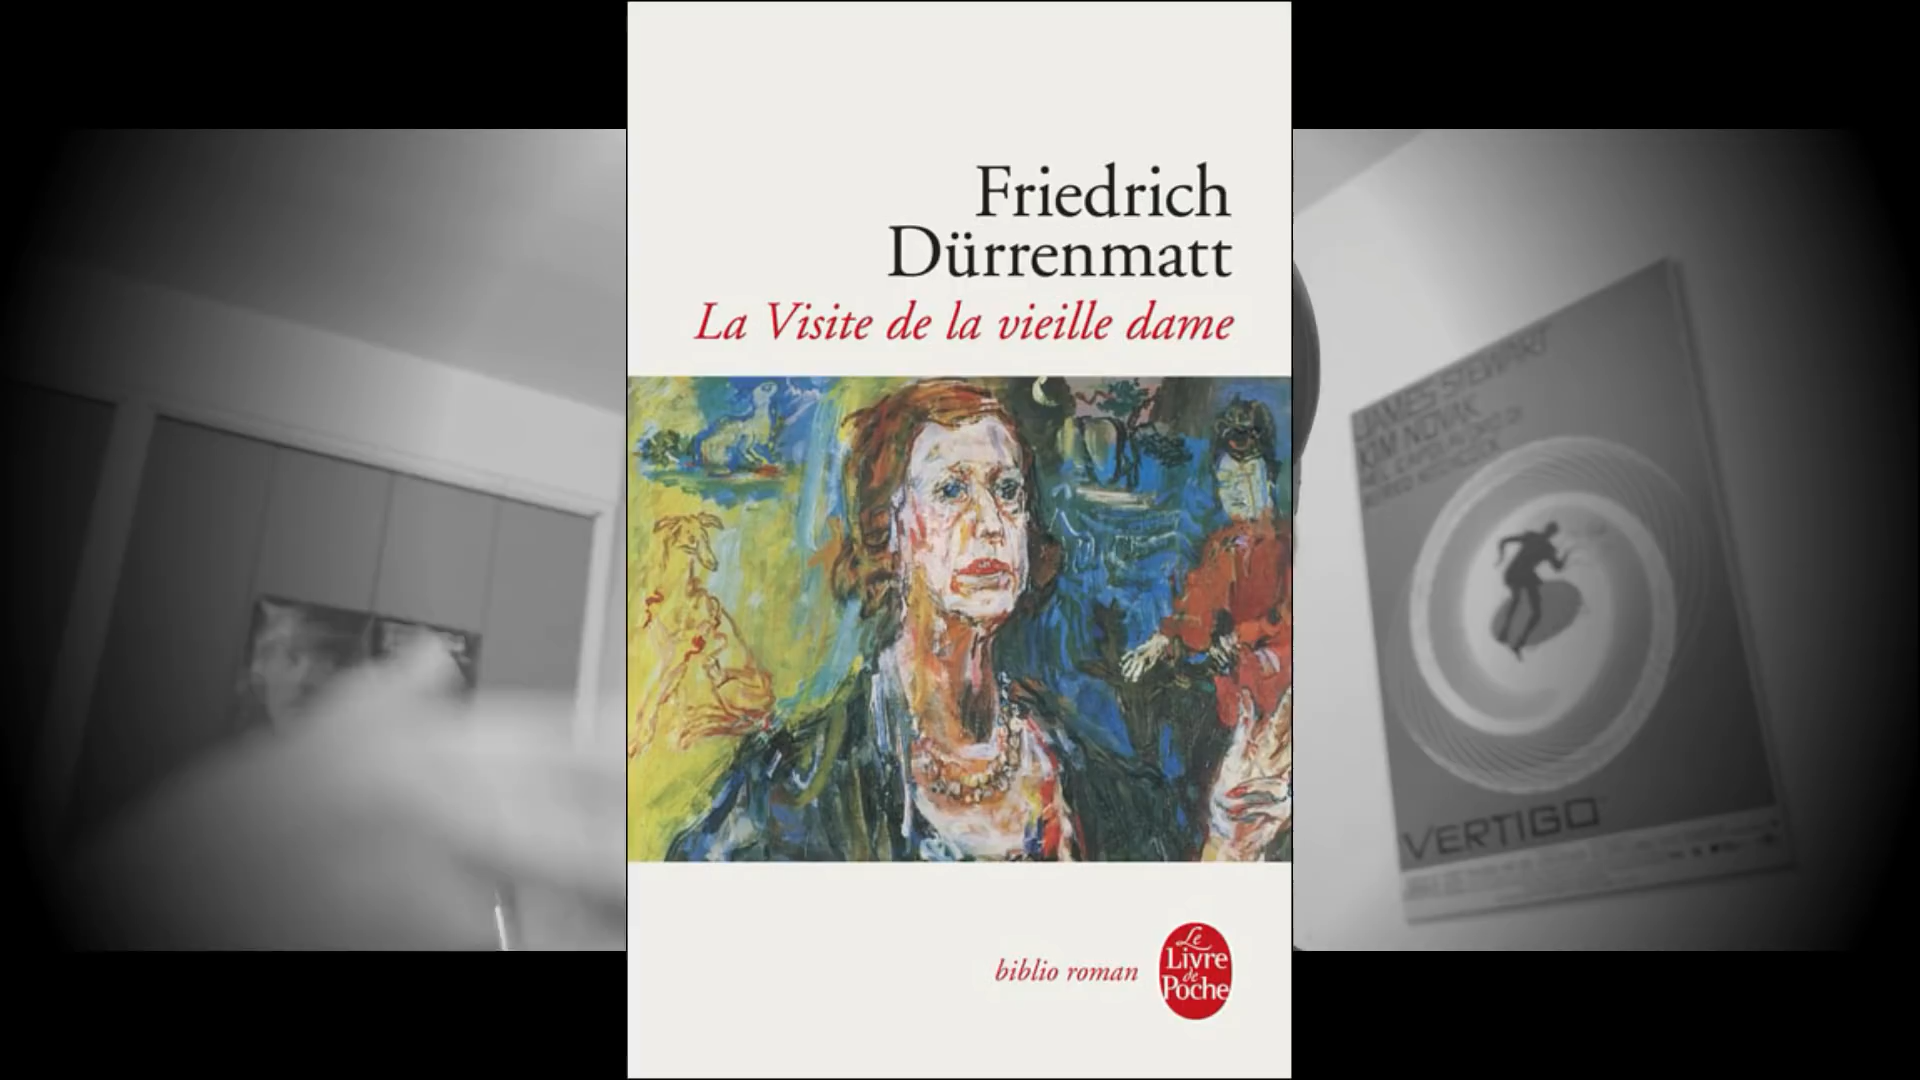 Friedrich
Dürrenmatt
La Visite de la vieille dame
biblio roman
Le
Livre
de
Poche
JAMES STEWART
KIM NOVAK
VERTIGO